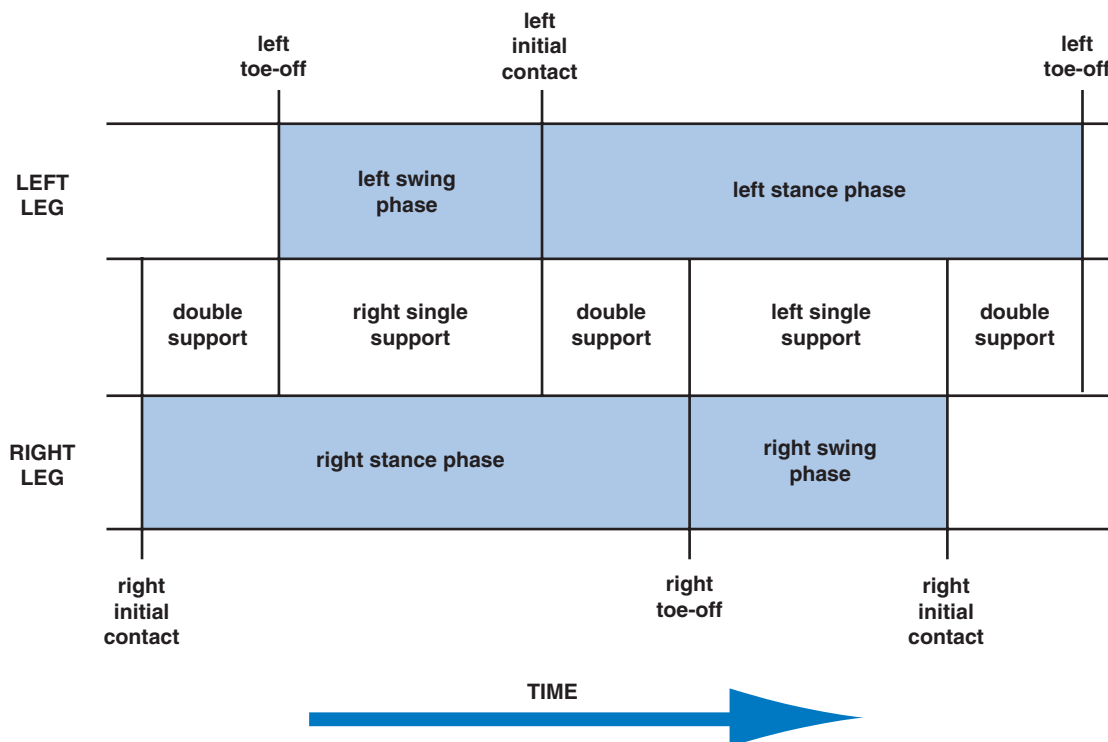 left
toe-off
left
initial
contact
left
toe-off
LEFT
LEG
left swing
phase
left stance phase
double
support
right single
support
double
support
left single
support
double
support
RIGHT
LEG
right stance phase
right swing
phase
right
initial
contact
right
toe-off
right
initial
contact
TIME